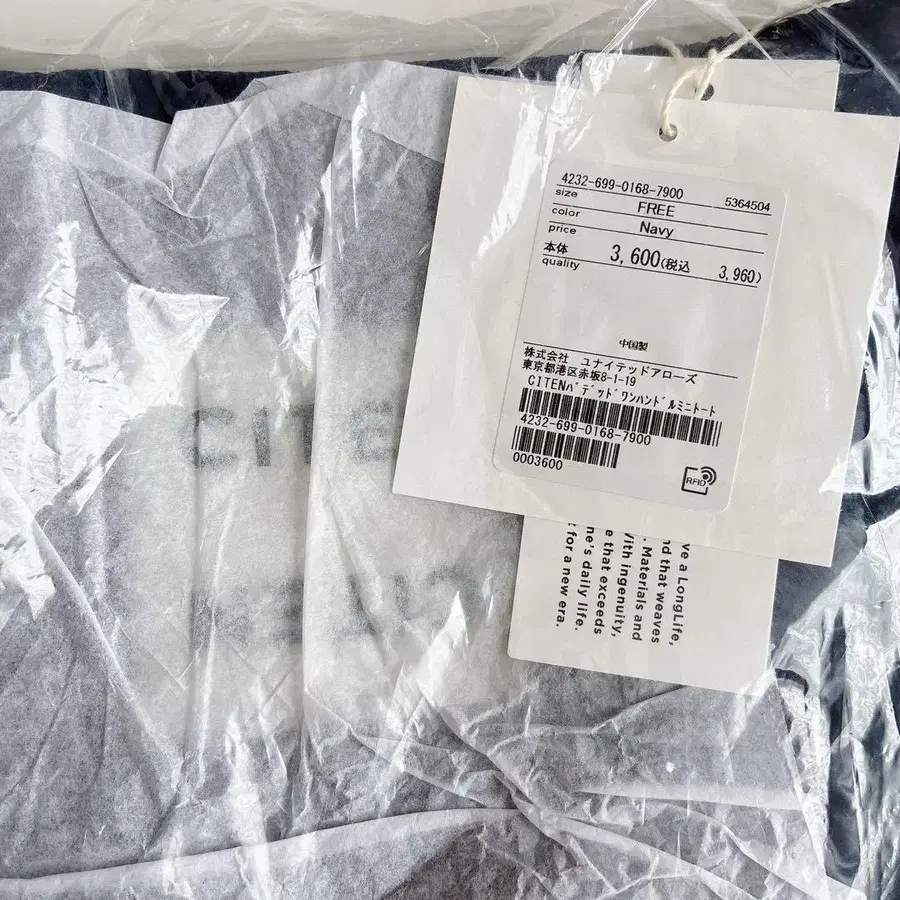 4232-699-0168-7900 5364504
size FREE
color Navy
price
本体 3,600(税込 3,960)
quality
中国製
株式会社 ユナイテッドアローズ
東京都港区赤坂8-1-19
CITENパデッドワンハンドルミニトート
4232-699-0168-7900
0003600
RFID
CITE
ve a LongLife,
nd that weaves
. Materials and
With ingenuity,
e that exceeds
ne's daily life.
t for a new era.